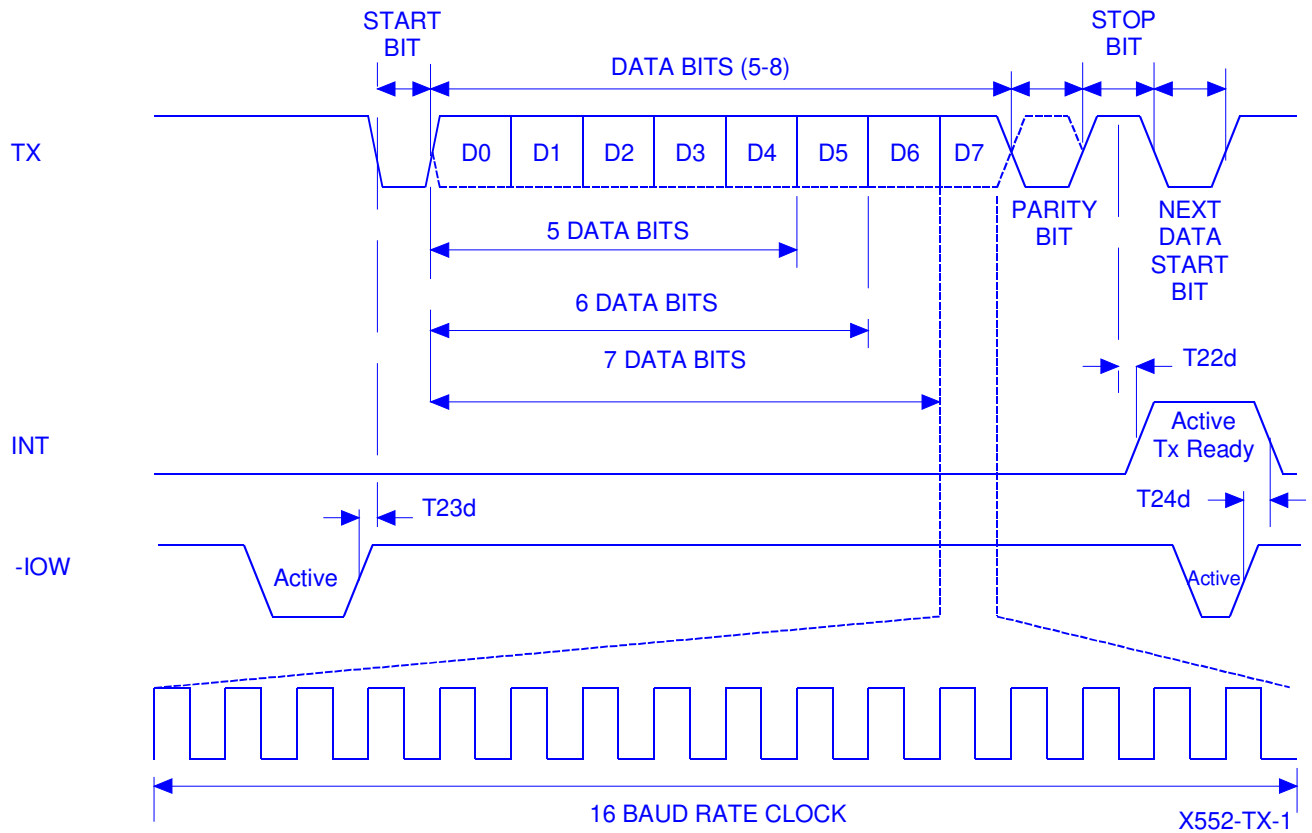 START
BIT
STOP
BIT
DATA BITS (5-8)
TX
D0 D1 D2 D3 D4 D5 D6 D7
PARITY
BIT
NEXT
DATA
START
BIT
5 DATA BITS
6 DATA BITS
7 DATA BITS
T22d
INT
Active
Tx Ready
T23d
T24d
-IOW
Active
Active
16 BAUD RATE CLOCK
X552-TX-1